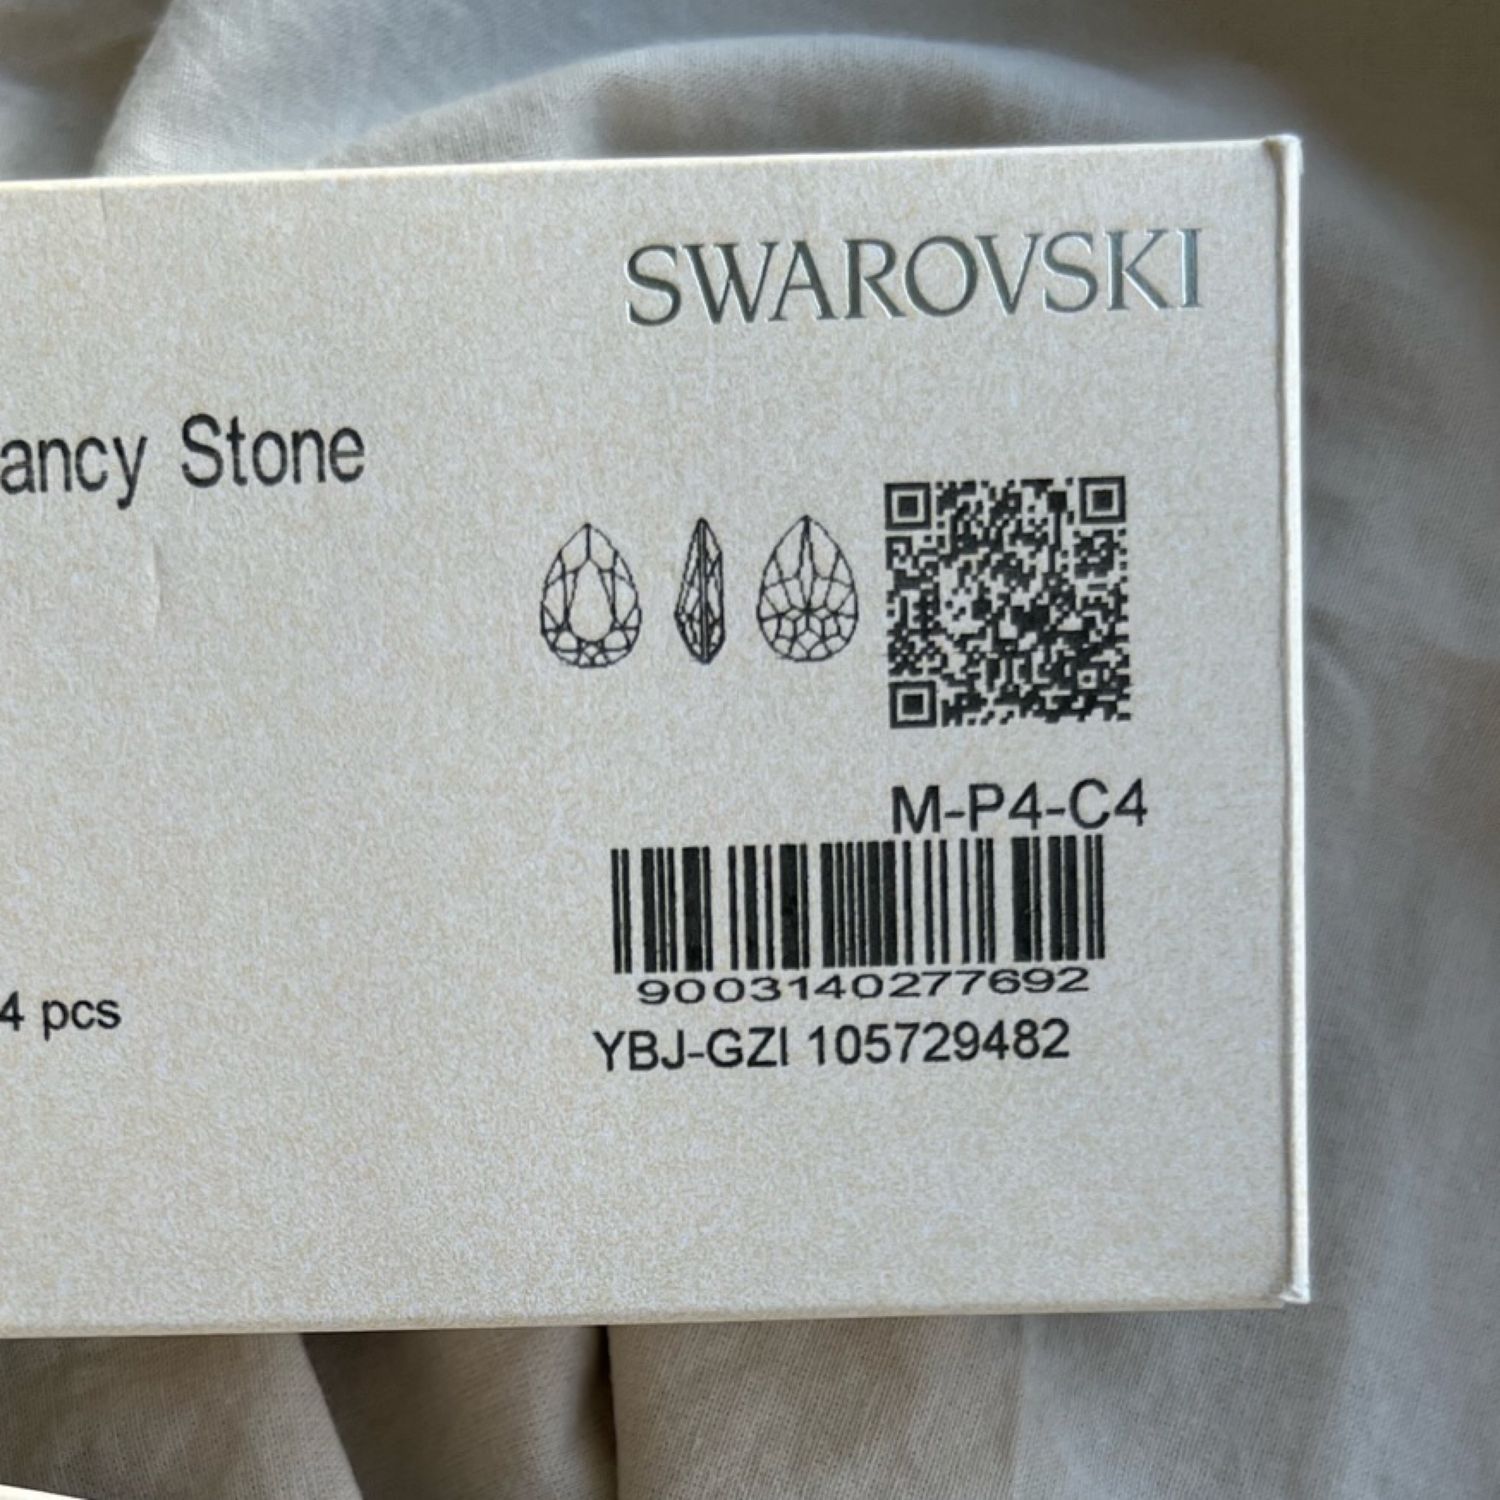 SWAROVSKI
ancy Stone
M-P4-C4
9003140277692
4 pcs
YBJ-GZI 105729482